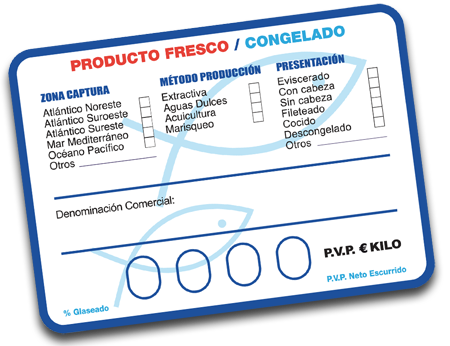 PRODUCTO FRESCO / CONGELADO
ZONA CAPTURA
Atlántico Noreste
Atlántico Suroeste
Atlántico Sureste
Mar Mediterráneo
Océano Pacífico
Otros
MÉTODO PRODUCCIÓN
Extractiva
Aguas Dulces
Acuicultura
Marisqueo
PRESENTACIÓN
Eviscerado
Con cabeza
Sin cabeza
Fileteado
Cocido
Descongelado
Otros
Denominación Comercial:
P.V.P. € KILO
% Glaseado
P.V.P. Neto Escurrido